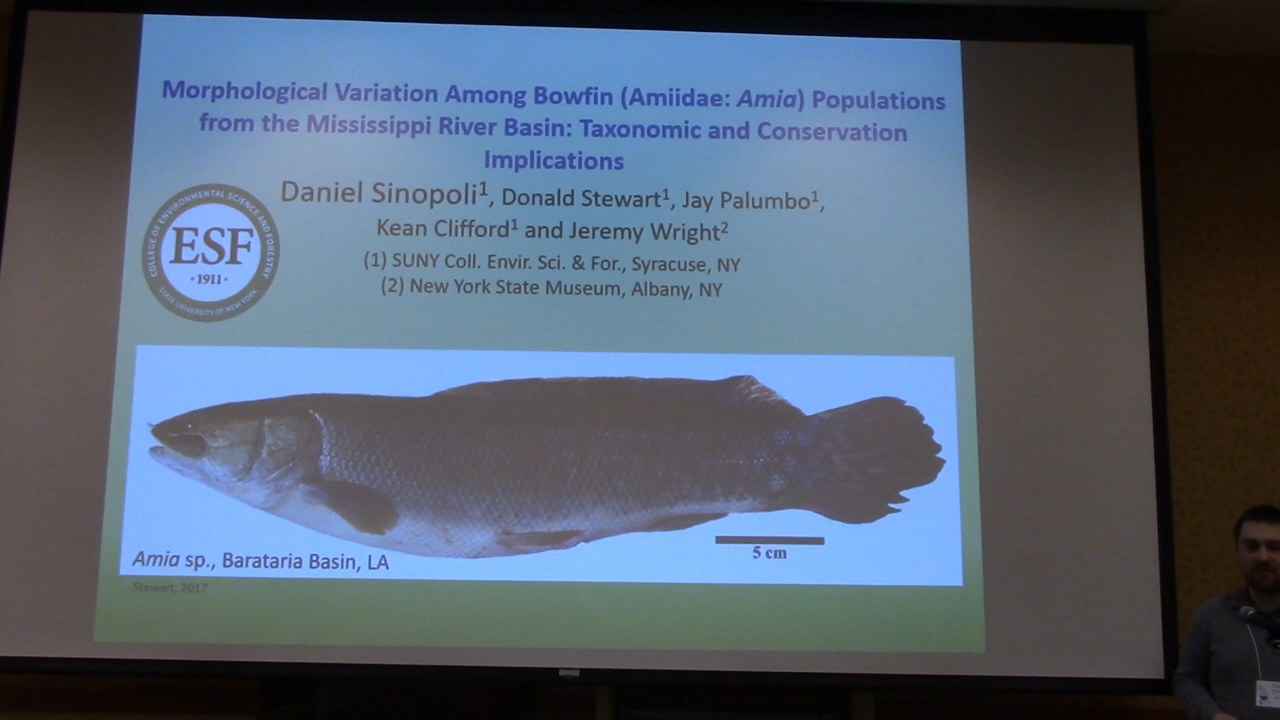 Morphological Variation Among Bowfin (Amiidae: Amia) Populations
from the Mississippi River Basin: Taxonomic and Conservation
Implications
Daniel Sinopoli¹, Donald Stewart¹, Jay Palumbo¹,
Kean Clifford¹ and Jeremy Wright²
(1) SUNY Coll. Envir. Sci. & For., Syracuse, NY
(2) New York State Museum, Albany, NY
COLLEGE OF ENVIRONMENTAL SCIENCE AND FORESTRY
ESF
•1911•
STATE UNIVERSITY OF NEW YORK
5 cm
Amia sp., Barataria Basin, LA
Stewart, 2017